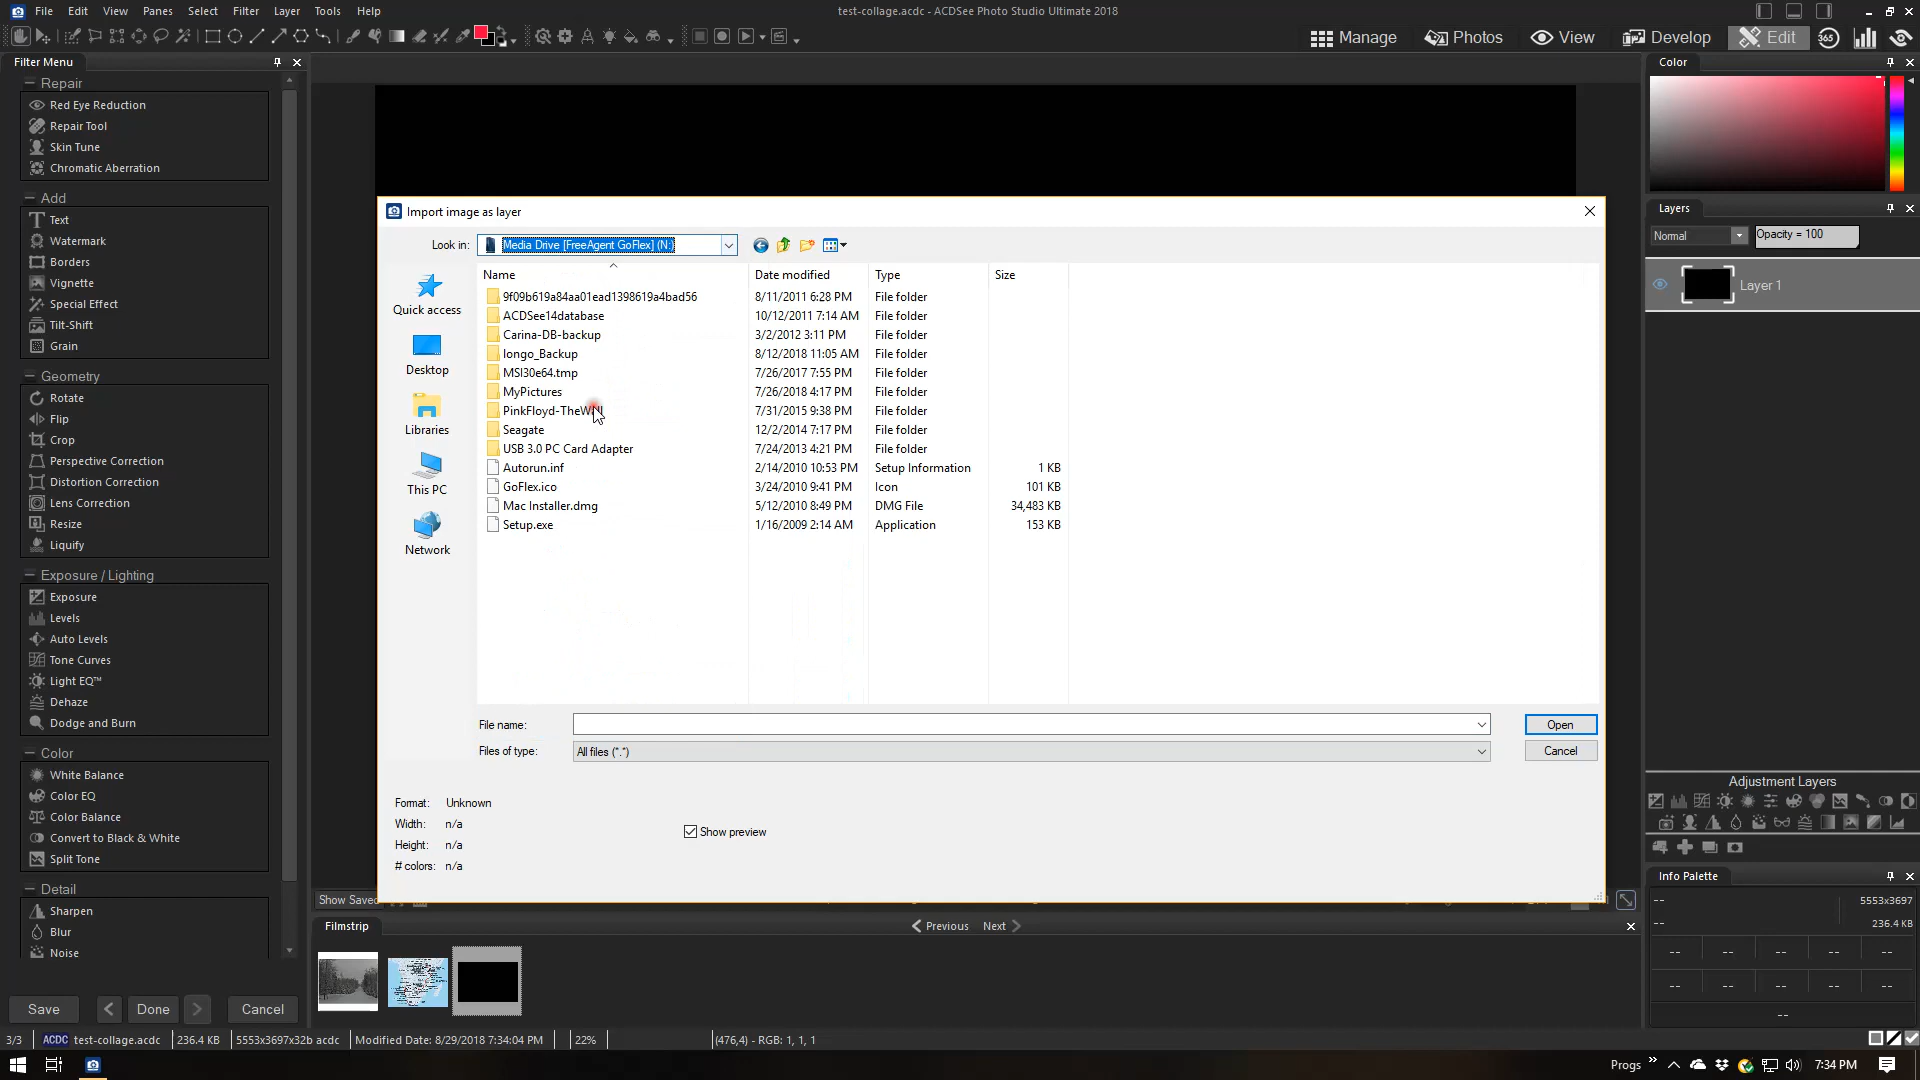 File Edit View Panes Select Filter Layer Tools Help
test-collage.acdc - ACDSee Photo Studio Ultimate 2018
Manage Photos View Develop Edit 365
Filter Menu
Repair
Red Eye Reduction
Repair Tool
Skin Tune
Chromatic Aberration
Add
Text
Watermark
Borders
Vignette
Special Effect
Tilt-Shift
Grain
Geometry
Rotate
Flip
Crop
Perspective Correction
Distortion Correction
Lens Correction
Resize
Liquify
Exposure / Lighting
Exposure
Levels
Auto Levels
Tone Curves
Light EQ™
Dehaze
Dodge and Burn
Color
White Balance
Color EQ
Color Balance
Convert to Black & White
Split Tone
Detail
Sharpen
Blur
Noise
Save Done Cancel
Import image as layer
Look in: Media Drive [FreeAgent GoFlex] (N:)
Quick access
Desktop
Libraries
This PC
Network
Name Date modified Type Size
9f09b619a84aa01ead1398619a4bad56 8/11/2011 6:28 PM File folder
ACDSee14database 10/12/2011 7:14 AM File folder
Carina-DB-backup 3/2/2012 3:11 PM File folder
longo_Backup 8/12/2018 11:05 AM File folder
MSI30e64.tmp 7/26/2017 7:55 PM File folder
MyPictures 7/26/2018 4:17 PM File folder
PinkFloyd-TheWall 7/31/2015 9:38 PM File folder
Seagate 12/2/2014 7:17 PM File folder
USB 3.0 PC Card Adapter 7/24/2013 4:21 PM File folder
Autorun.inf 2/14/2010 10:53 PM Setup Information 1 KB
GoFlex.ico 3/24/2010 9:41 PM Icon 101 KB
Mac Installer.dmg 5/12/2010 8:49 PM DMG File 34,483 KB
Setup.exe 1/16/2009 2:14 AM Application 153 KB
File name: Open
Files of type: All files (*.*) Cancel
Format: Unknown
Width: n/a
Height: n/a
# colors: n/a
Show preview
Show Saved
Filmstrip
Previous Next
Color
Layers
Normal Opacity = 100
Layer 1
Adjustment Layers
Info Palette
-- 5553x3697
-- 236.4 KB
-- -- -- -- --
-- -- -- -- --
--
3/3 ACDC test-collage.acdc 236.4 KB 5553x3697x32b acdc Modified Date: 8/29/2018 7:34:04 PM 22% (476,4) - RGB: 1, 1, 1
Progs » 7:34 PM